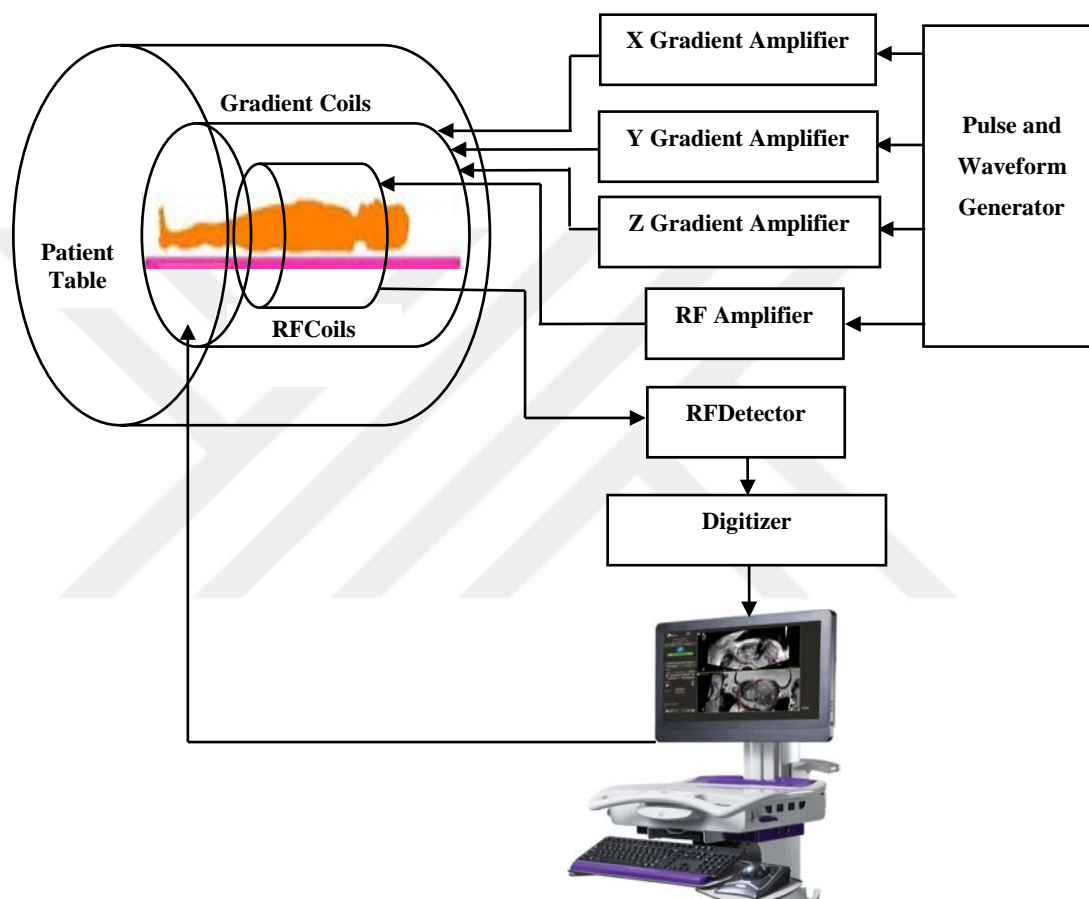 X Gradient Amplifier
Gradient Coils
Y Gradient Amplifier
Pulse and
Waveform
Generator
Z Gradient Amplifier
Patient
Table
RFCoils
RF Amplifier
RFDetector
Digitizer